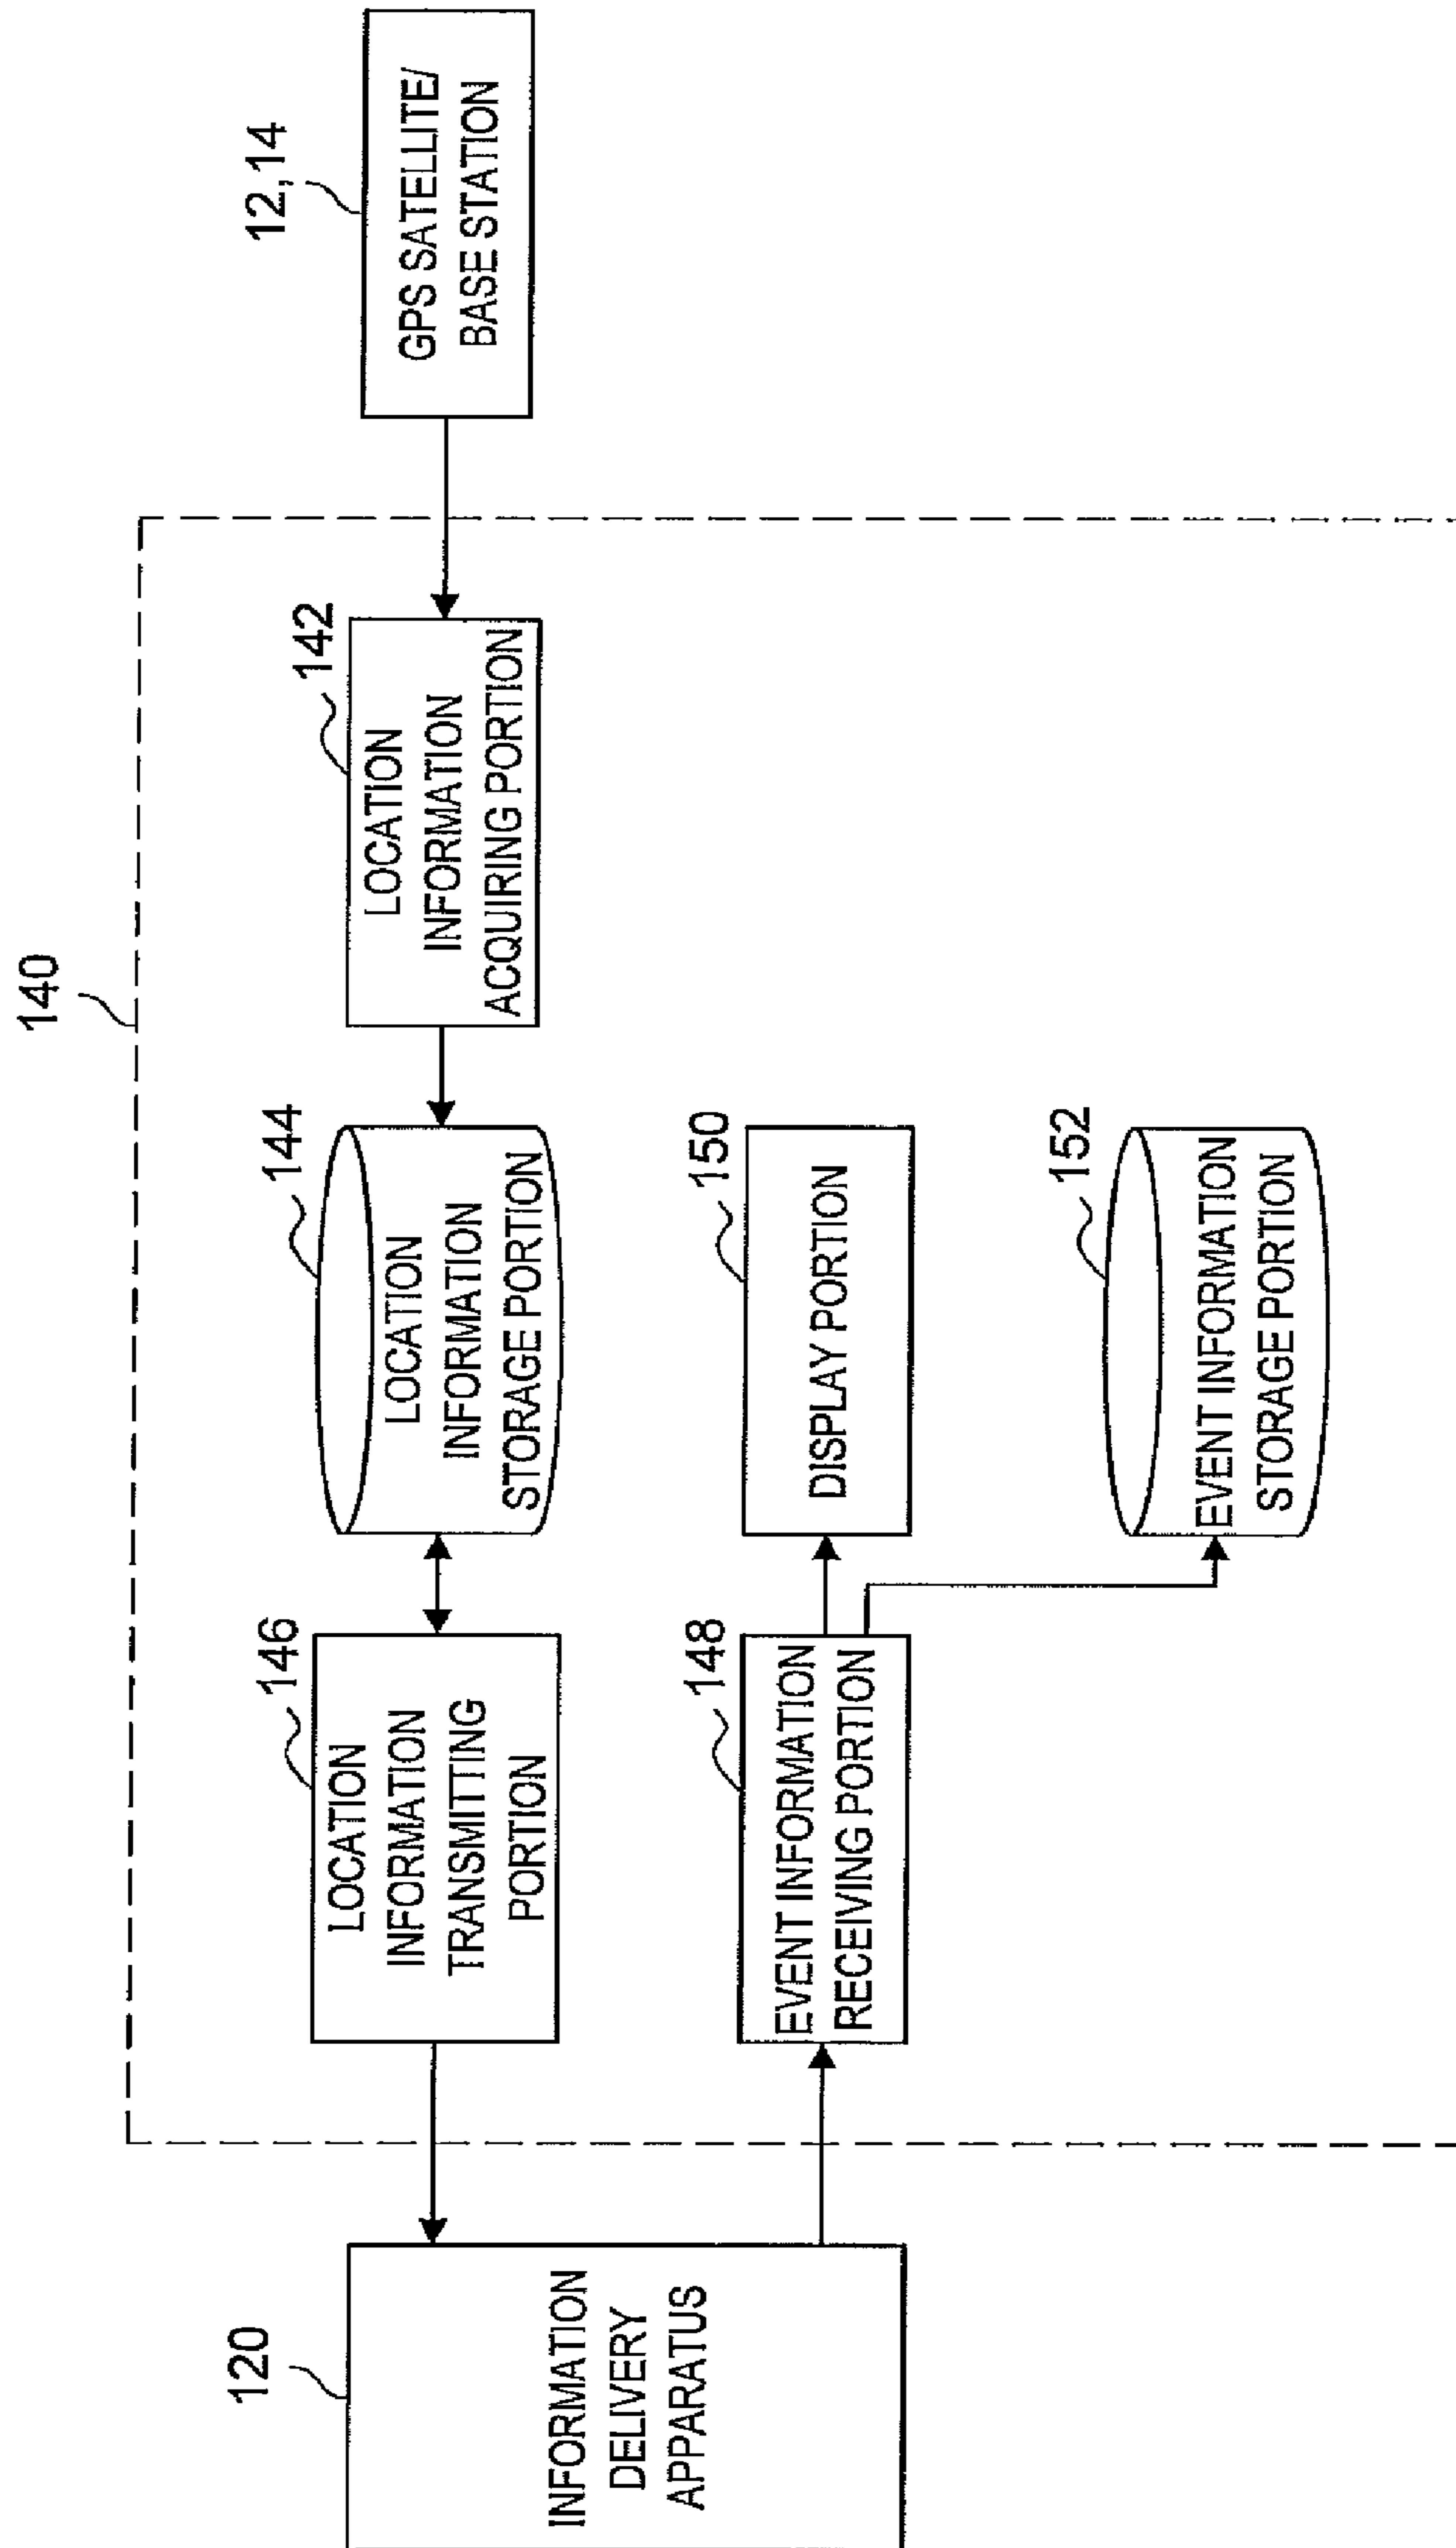 140
120
INFORMATION
DELIVERY
APPARATUS
146
LOCATION
INFORMATION
TRANSMITTING
PORTION
144
LOCATION
INFORMATION
STORAGE PORTION
142
LOCATION
INFORMATION
ACQUIRING PORTION
12,14
GPS SATELLITE/
BASE STATION
148
EVENT INFORMATION
RECEIVING PORTION
150
DISPLAY PORTION
152
EVENT INFORMATION
STORAGE PORTION